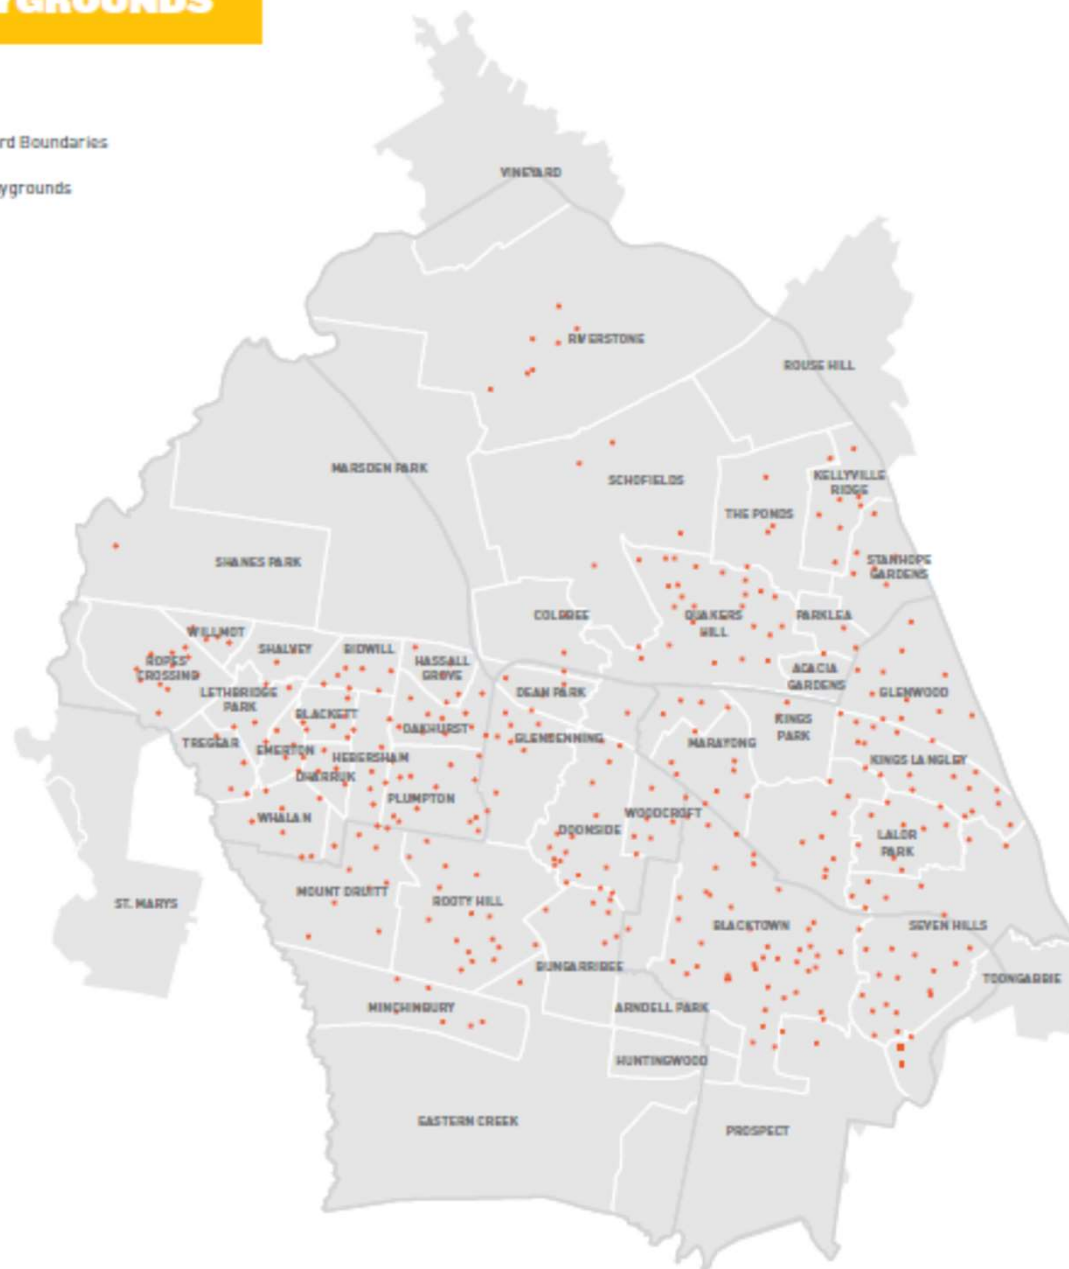 YGROUNDS
rd Boundaries
ygrounds
VINEYARD
RIVERSTONE
ROUSE HILL
MARSDEN PARK
SCHOFIELDS
KELLYVILLE
RIDGE
THE PONDS
SHANES PARK
STANHOPE
GARDENS
COLEBEE
QUAKERS
HILL
PARKLEA
WILLMOT
SHALVEY
BIDWILL
HASSALL
GROVE
ROPES
CROSSING
ACACIA
GARDENS
LETHBRIDGE
PARK
DEAN PARK
GLENWOOD
BLACKETT
OAKHURST
KINGS
PARK
TREGEAR
EMERTON
GLENDENNING
MARAYONG
HEBERSHAM
KINGS LANGLEY
DHARRUK
PLUMPTON
WHALAN
WOODCROFT
DOONSIDE
LALOR
PARK
MOUNT DRUITT
ROOTY HILL
ST. MARYS
BLACKTOWN
SEVEN HILLS
BUNGARRIBEE
TOONGABBIE
MINCHINBURY
ARNDELL PARK
HUNTINGWOOD
EASTERN CREEK
PROSPECT